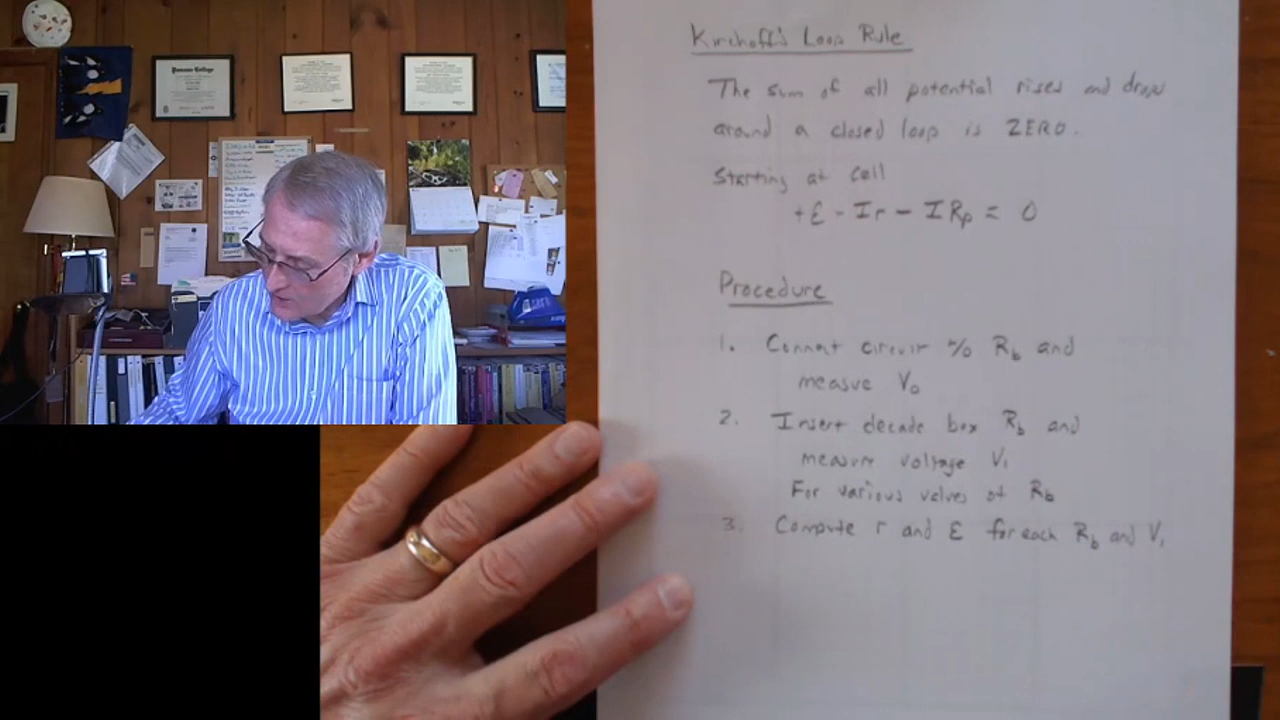 Pomona College
Kirchoff's Loop Rule
The sum of all potential rises and drops
around a closed loop is ZERO.
Starting at cell
+ε - Ir - IRp = 0
Procedure
1. Connect circuit w/o Rb and
measure V0
2. Insert decade box Rb and
measure voltage V1
For various values of Rb
3. Compute r and ε for each Rb and V1